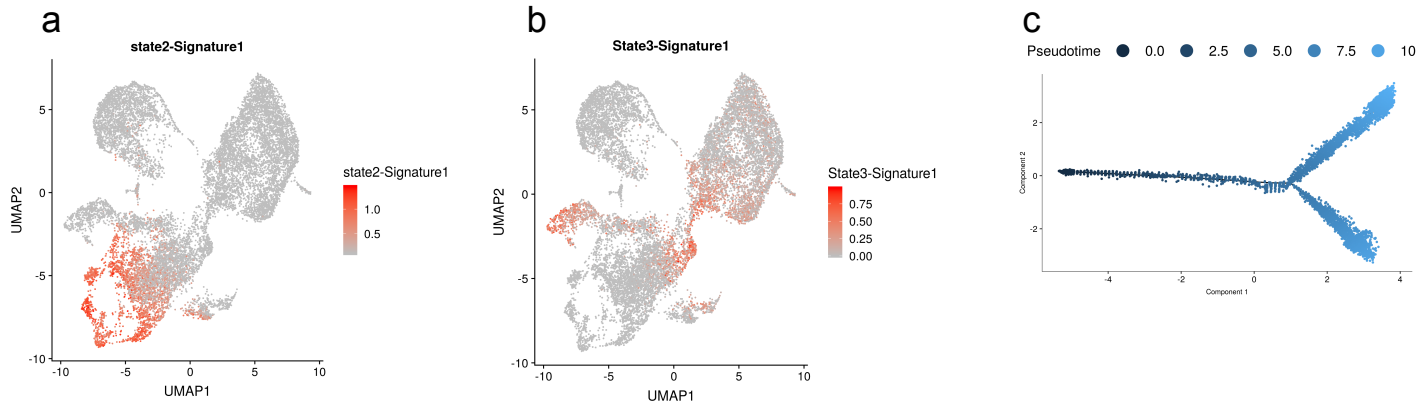 a
state2-Signature1
5
0
-5
-10
-10
-5
0
5
10
UMAP1
UMAP2
state2-Signature1
1.0
0.5
b
State3-Signature1
5
0
-5
-10
-10
-5
0
5
10
UMAP1
UMAP2
State3-Signature1
0.75
0.50
0.25
0.00
c
Pseudotime 0.0 2.5 5.0 7.5 10
2
0
-2
-4
-2
0
2
4
Component 1
Component 2